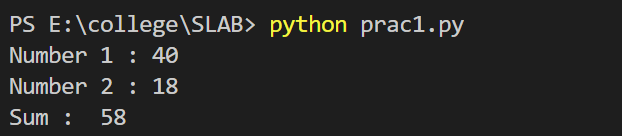 PS E:\college\SLAB> python prac1.py
Number 1 : 40
Number 2 : 18
Sum :  58